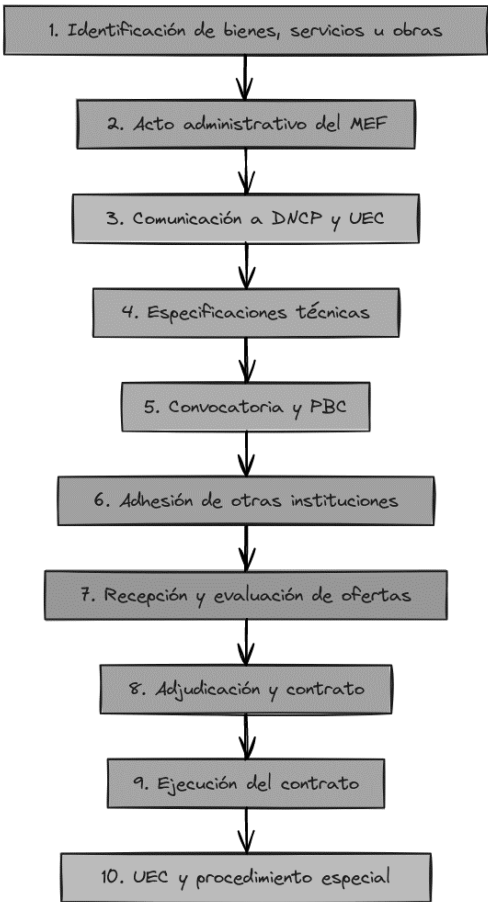 1. Identificación de bienes, servicios u obras
2. Acto administrativo del MEF
3. Comunicación a DNCP y UEC
4. Especificaciones técnicas
5. Convocatoria y PBC
6. Adhesión de otras instituciones
7. Recepción y evaluación de ofertas
8. Adjudicación y contrato
9. Ejecución del contrato
10. UEC y procedimiento especial